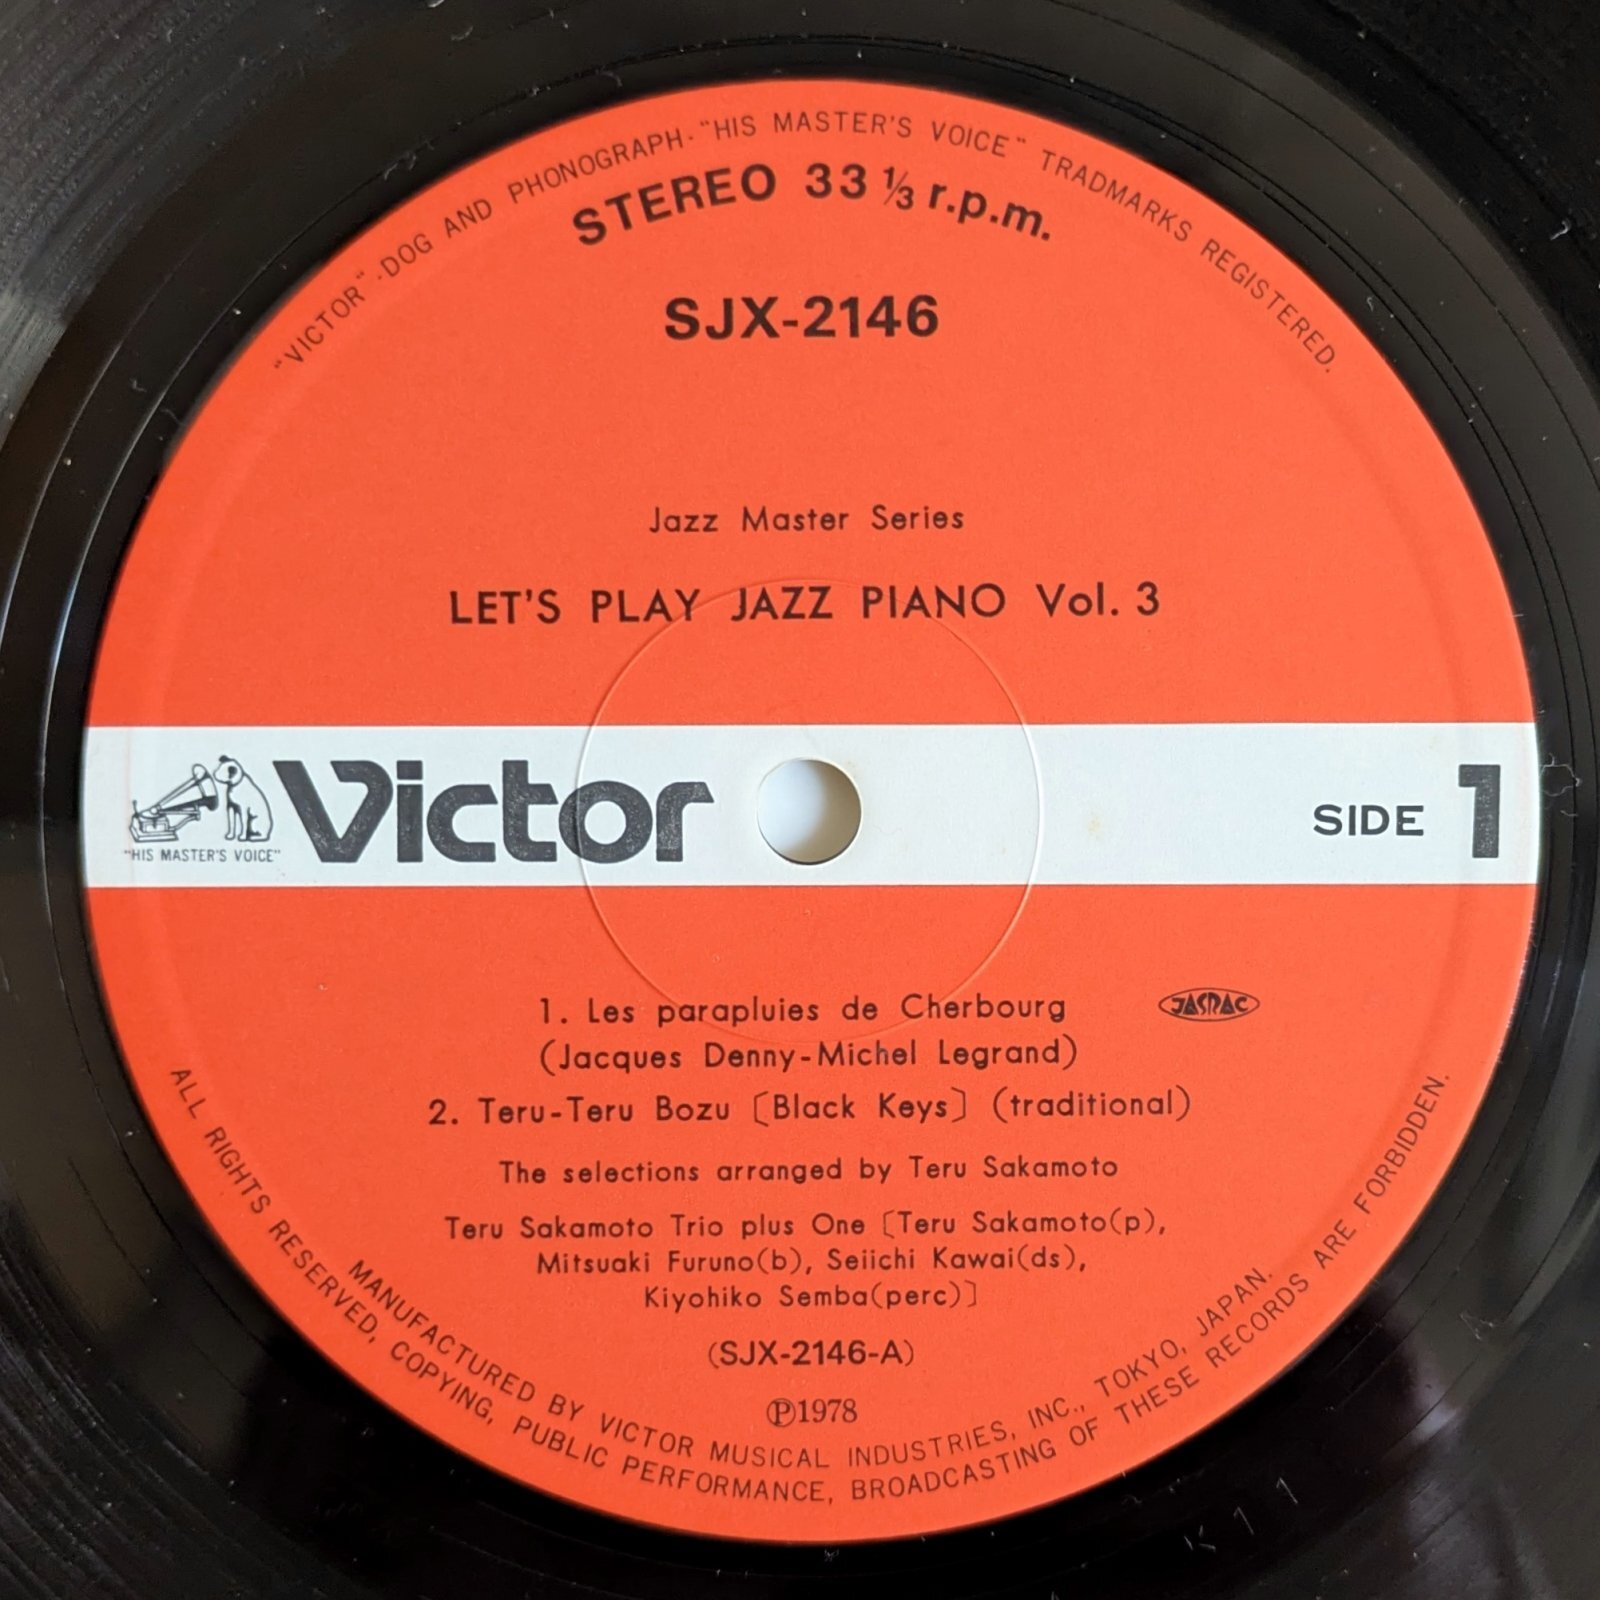 "VICTOR"·DOG AND PHONOGRAPH·"HIS MASTER'S VOICE" TRADMARKS REGISTERED.
STEREO 33 1/3 r.p.m.
SJX-2146
Jazz Master Series
LET'S PLAY JAZZ PIANO Vol. 3
"HIS MASTER'S VOICE"
Victor
SIDE 1
1. Les parapluies de Cherbourg
JASRAC
(Jacques Denny-Michel Legrand)
2. Teru-Teru Bozu [Black Keys] (traditional)
The selections arranged by Teru Sakamoto
Teru Sakamoto Trio plus One [Teru Sakamoto(p),
Mitsuaki Furuno(b), Seiichi Kawai(ds),
Kiyohiko Semba(perc)]
(SJX-2146-A)
℗1978
MANUFACTURED BY VICTOR MUSICAL INDUSTRIES, INC., TOKYO, JAPAN.
ALL RIGHTS RESERVED, COPYING, PUBLIC PERFORMANCE, BROADCASTING OF THESE RECORDS ARE FORBIDDEN.